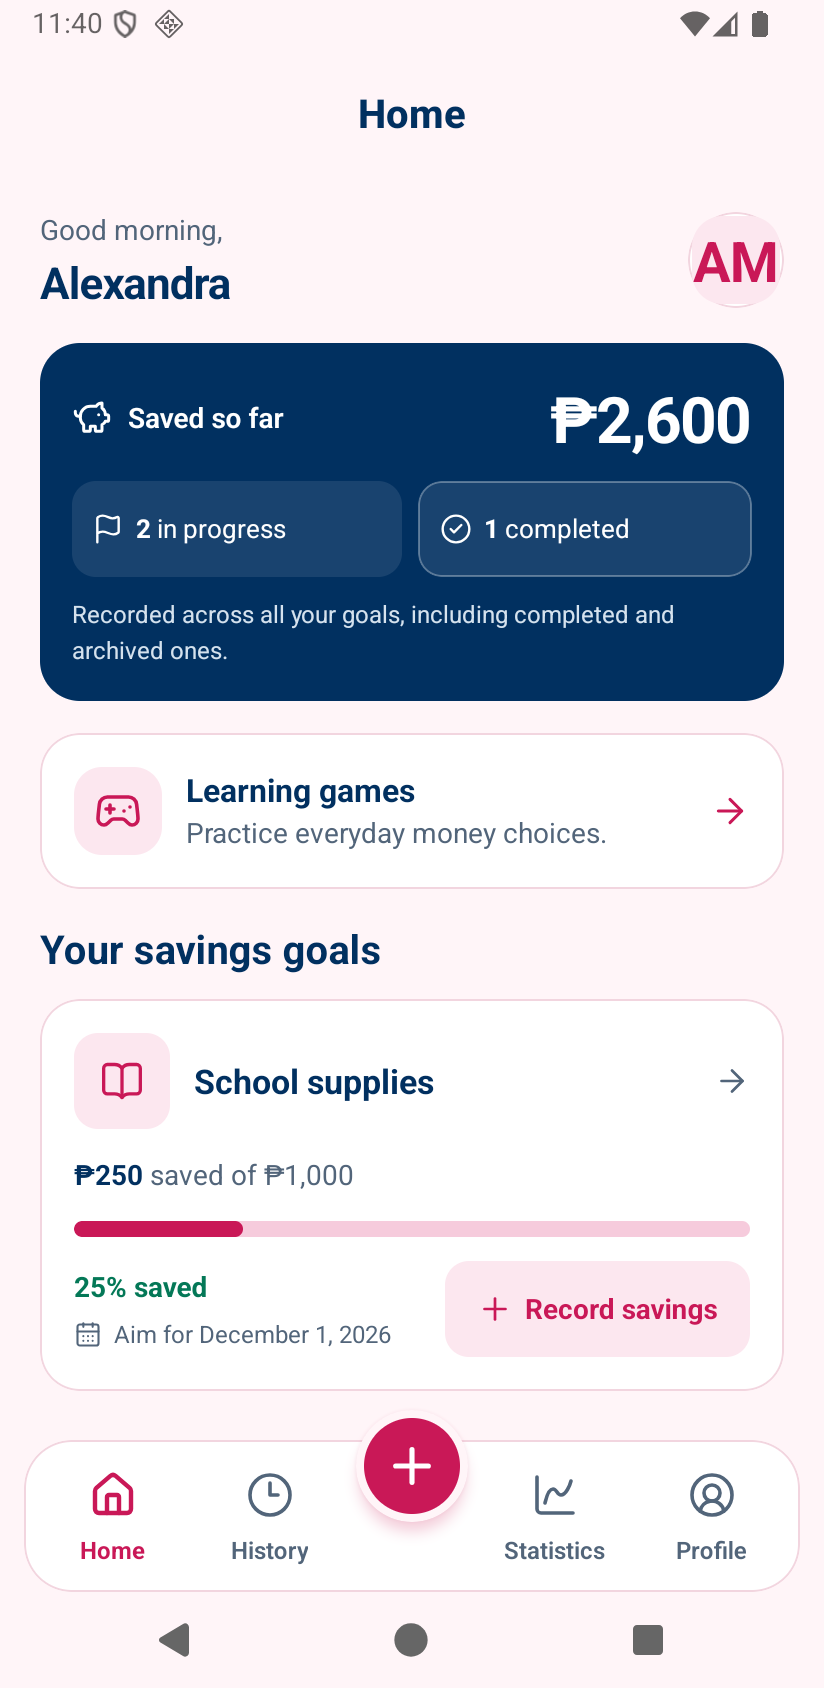 11:40
Home
Good morning,
Alexandra
AM
Saved so far
₱2,600
2 in progress
1 completed
Recorded across all your goals, including completed and
archived ones.
Learning games
Practice everyday money choices.
Your savings goals
School supplies
₱250 saved of ₱1,000
25% saved
Aim for December 1, 2026
Record savings
Home
History
Statistics
Profile